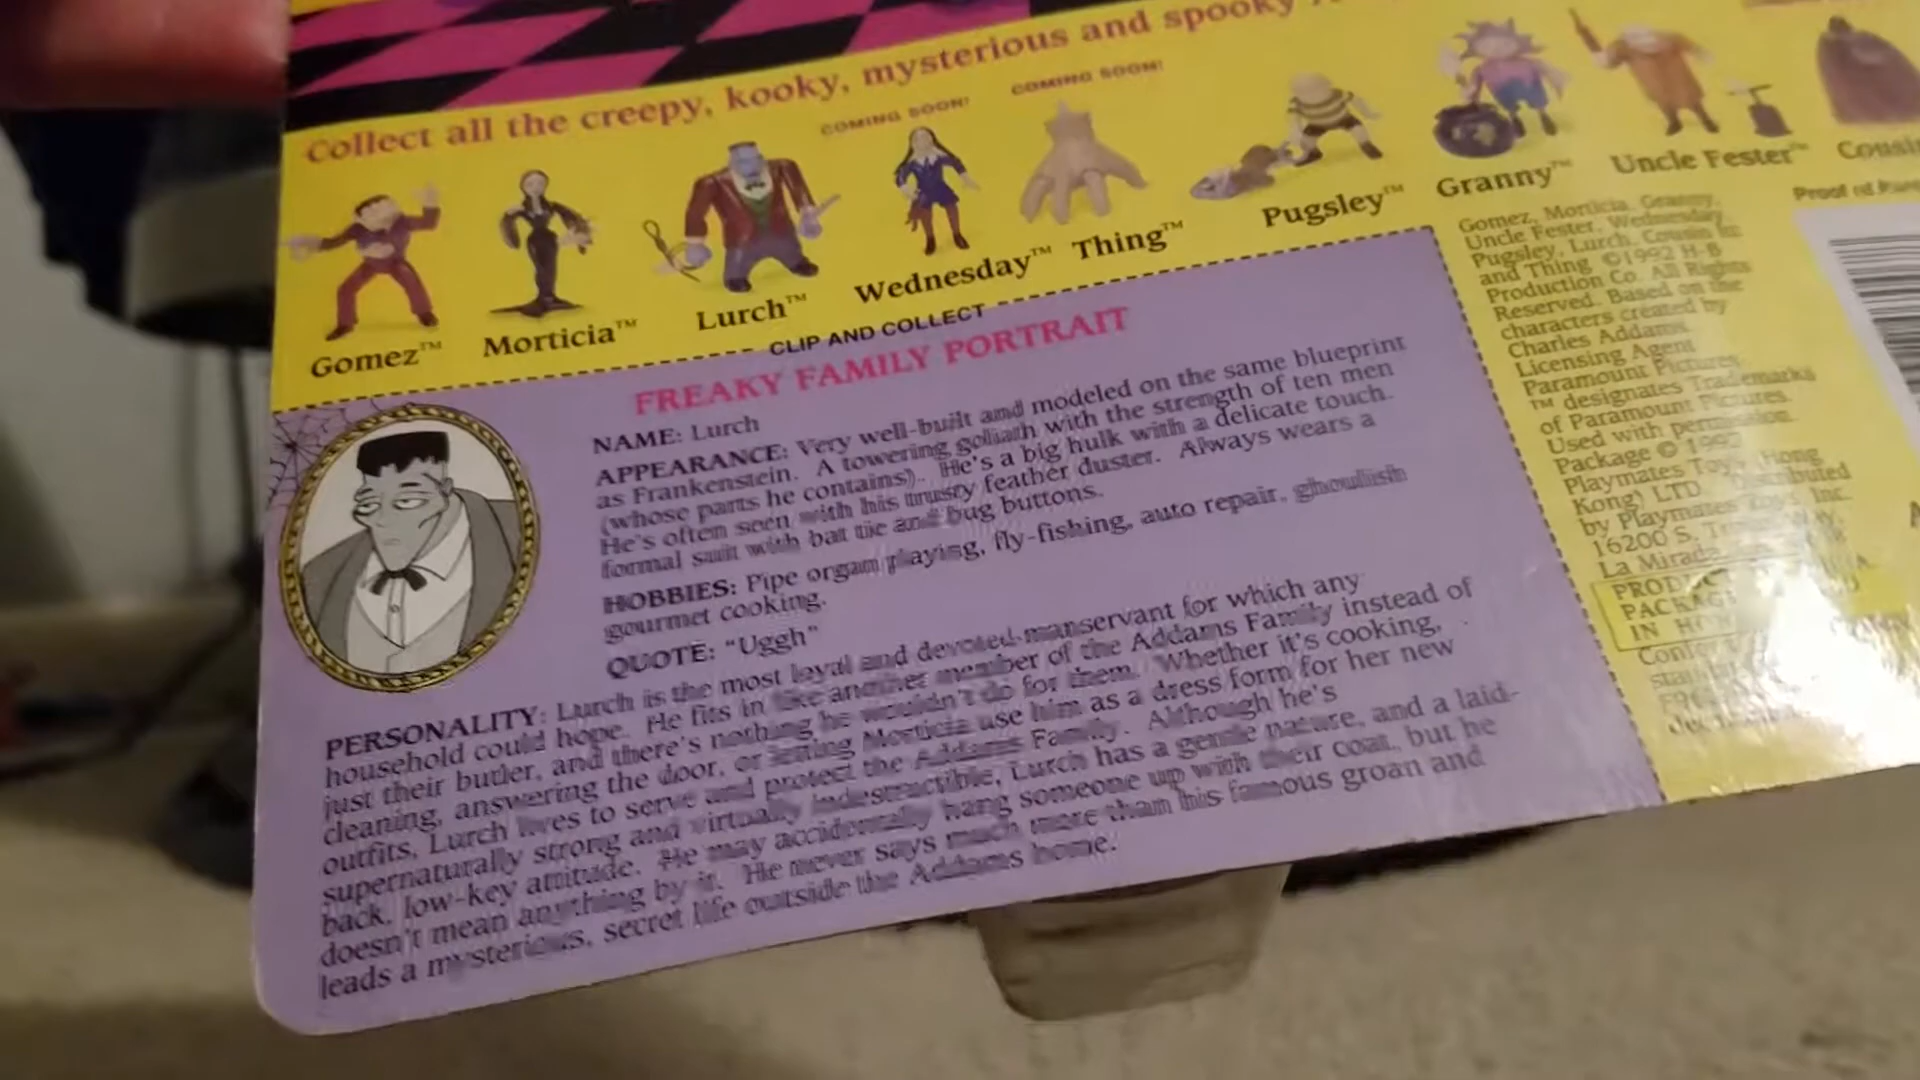 Collect all the creepy, kooky, mysterious and spooky
COMING SOON!
COMING SOON!
Gomez™
Morticia™
Lurch™
Wednesday™
Thing™
Pugsley™
Granny™
Uncle Fester™
Cousin
Proof of
CLIP AND COLLECT
FREAKY FAMILY PORTRAIT
NAME: Lurch
APPEARANCE: Very well-built and modeled on the same blueprint
as Frankenstein. A towering goliath with the strength of ten men
(whose parts he contains). He's a big hulk with a delicate touch.
He's often seen with his trusty feather duster. Always wears a
formal suit with bat tie and bug buttons.
HOBBIES: Pipe organ playing, fly-fishing, auto repair, ghoulish
gourmet cooking.
QUOTE: "Uggh"
PERSONALITY: Lurch is the most loyal and devoted manservant for which any
household could hope. He fits in like another member of the Addams Family instead of
just their butler, and there's nothing he wouldn't do for them. Whether it's cooking,
cleaning, answering the door, or letting Morticia use him as a dress form for her new
outfits, Lurch lives to serve and protect the Addams Family. Although he's
supernaturally strong and virtually indestructible, Lurch has a gentle nature, and a laid-
back, low-key attitude. He may accidentally hang someone up with their coat, but he
doesn't mean anything by it. He never says much more than his famous groan and
leads a mysterious, secret life outside the Addams home.
Gomez, Morticia, Granny,
Uncle Fester, Wednesday,
Pugsley, Lurch, Cousin Itt
and Thing ©1992 H-B
Production Co. All Rights
Reserved. Based on the
characters created by
Charles Addams.
Licensing Agent
Paramount Pictures.
™ designates Trademarks
of Paramount Pictures.
Used with permission.
Package © 1992
Playmates Toys Hong
Kong) LTD. Distributed
by Playmates Toys, Inc.
16200 S.
La Mirada
PACKAG